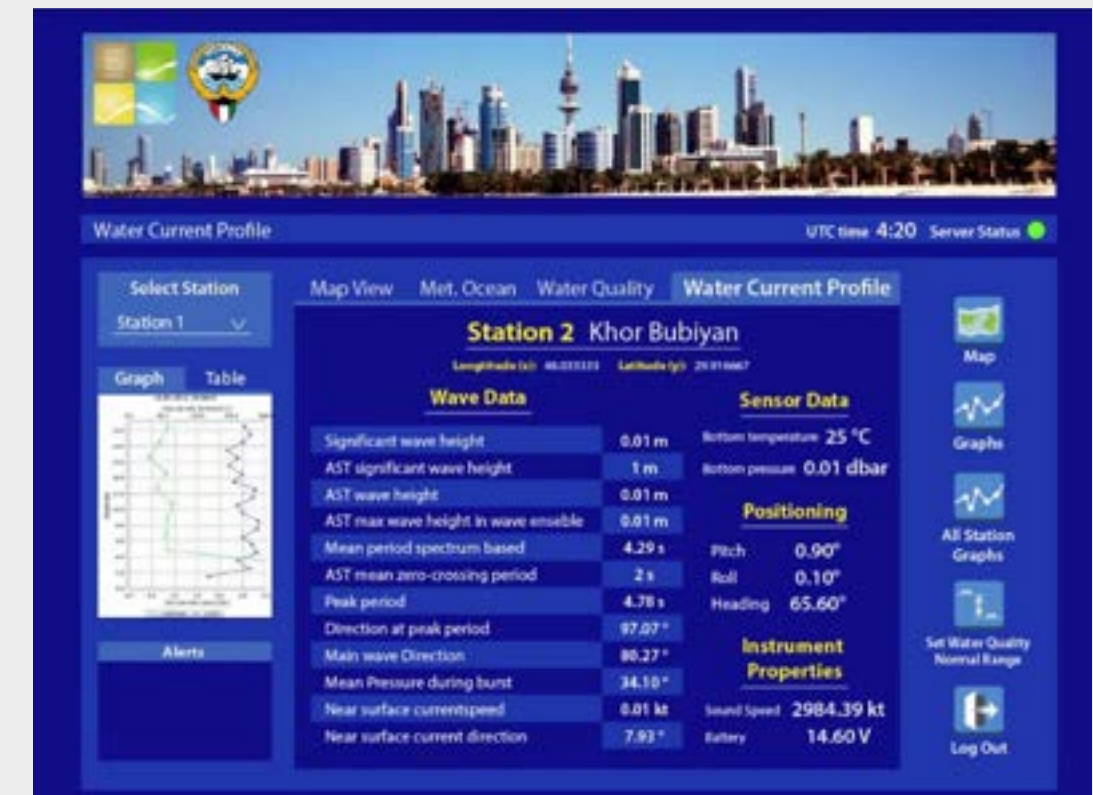 Water Current Profile
UTC time 4:20 Server Status
Select Station
Station 1
Graph Table
Alerts
Map View Met. Ocean Water Quality Water Current Profile
Station 2 Khor Bubiyan
Longtitude (x): Latitude (y):
Wave Data
Significant wave height 0.01 m
AST significant wave height 1 m
AST wave height 0.01 m
AST max wave height in wave enseble 0.01 m
Mean period spectrum based 4.29 s
AST mean zero-crossing period 2 s
Peak period 4.78 s
Direction at peak period 97.07 °
Main wave Direction 80.27 °
Mean Pressure during burst 34.10 °
Near surface currentspeed 0.01 kt
Near surface current direction 7.93 °
Sensor Data
Bottom temperature 25 °C
Bottom pressure 0.01 dbar
Positioning
Pitch 0.90°
Roll 0.10°
Heading 65.60°
Instrument
Properties
Sound Speed 2984.39 kt
Battery 14.60 V
Map
Graphs
All Station
Graphs
Set Water Quality
Normal Range
Log Out